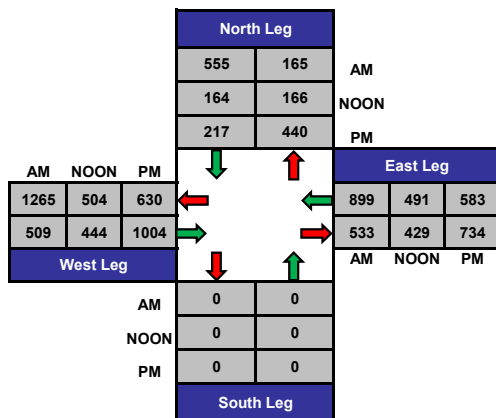 North Leg
555 165 AM
164 166 NOON
217 440 PM
AM NOON PM
East Leg
1265 504 630
899 491 583
509 444 1004
533 429 734
West Leg
AM NOON PM
AM 0 0
NOON 0 0
PM 0 0
South Leg